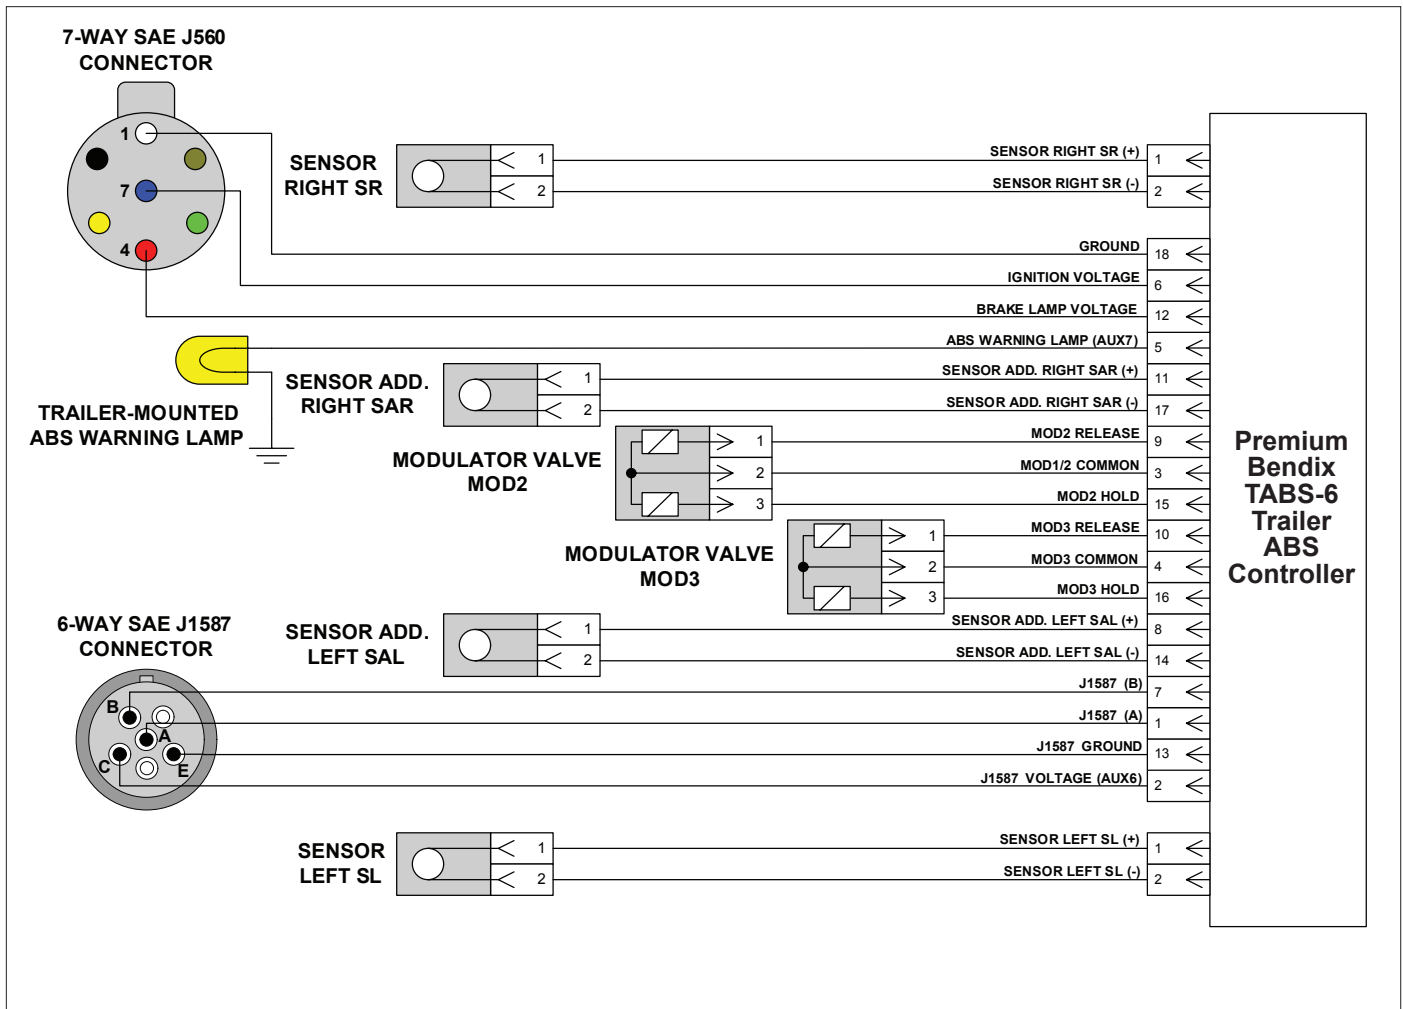 7-WAY SAE J560
CONNECTOR
1
7
4
SENSOR
RIGHT SR
1
2
SENSOR RIGHT SR (+)
1
SENSOR RIGHT SR (-)
2
GROUND
18
IGNITION VOLTAGE
6
BRAKE LAMP VOLTAGE
12
ABS WARNING LAMP (AUX7)
5
TRAILER-MOUNTED
ABS WARNING LAMP
SENSOR ADD.
RIGHT SAR
1
2
SENSOR ADD. RIGHT SAR (+)
11
SENSOR ADD. RIGHT SAR (-)
17
MODULATOR VALVE
MOD2
1
2
3
MOD2 RELEASE
9
MOD1/2 COMMON
3
MOD2 HOLD
15
MODULATOR VALVE
MOD3
1
2
3
MOD3 RELEASE
10
MOD3 COMMON
4
MOD3 HOLD
16
Premium
Bendix
TABS-6
Trailer
ABS
Controller
SENSOR ADD.
LEFT SAL
1
2
SENSOR ADD. LEFT SAL (+)
8
SENSOR ADD. LEFT SAL (-)
14
6-WAY SAE J1587
CONNECTOR
B
A
C
E
J1587 (B)
7
J1587 (A)
1
J1587 GROUND
13
J1587 VOLTAGE (AUX6)
2
SENSOR
LEFT SL
1
2
SENSOR LEFT SL (+)
1
SENSOR LEFT SL (-)
2